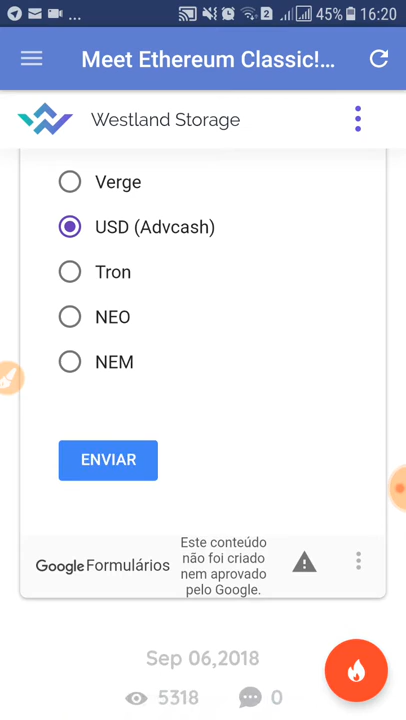 ... 2 45% 16:20
Meet Ethereum Classic!...
Westland Storage
Verge
USD (Advcash)
Tron
NEO
NEM
ENVIAR
Google Formulários
Este conteúdo
não foi criado
nem aprovado
pelo Google.
Sep 06,2018
5318 0